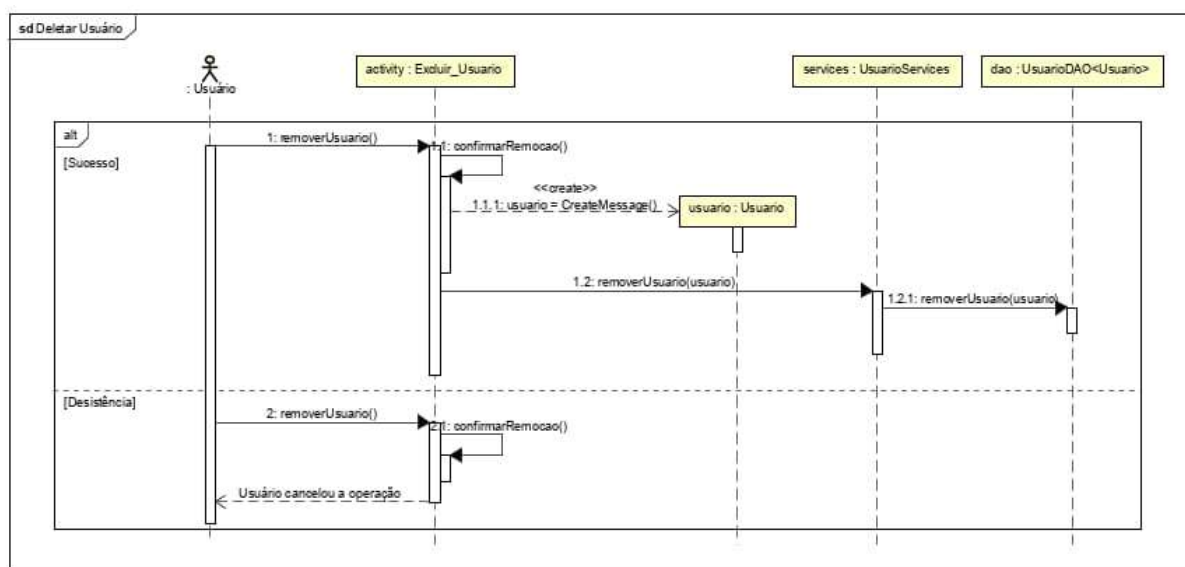 sd Deletar Usuário
: Usuário
activity : Excluir_Usuario
services : UsuarioServices
dao : UsuarioDAO<Usuario>
alt
[Sucesso]
1: removerUsuario()
1.1: confirmarRemocao()
<<create>>
1.1.1: usuario = CreateMessage()
usuario : Usuario
1.2: removerUsuario(usuario)
1.2.1: removerUsuario(usuario)
[Desistência]
2: removerUsuario()
2.1: confirmarRemocao()
Usuário cancelou a operação